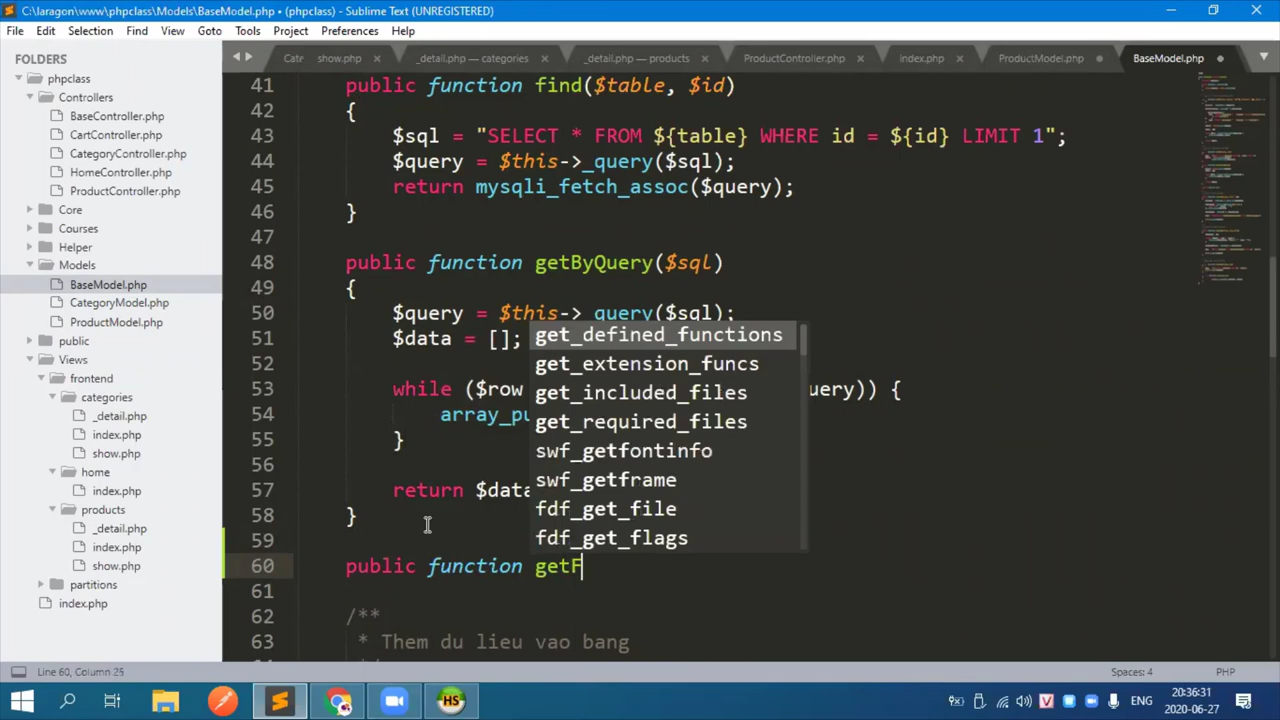 C:\laragon\www\phpclass\Models\BaseModel.php • (phpclass) - Sublime Text (UNREGISTERED)
File Edit Selection Find View Goto Tools Project Preferences Help
FOLDERS
phpclass
Controllers
BaseController.php
CartController.php
CategoryController.php
HomeController.php
ProductController.php
Core
Courses
Helper
Models
BaseModel.php
CategoryModel.php
ProductModel.php
public
Views
frontend
categories
_detail.php
index.php
show.php
home
index.php
products
_detail.php
index.php
show.php
partitions
index.php
Cate show.php _detail.php — categories _detail.php — products ProductController.php index.php ProductModel.php BaseModel.php
41 public function find($table, $id)
42 {
43 $sql = "SELECT * FROM ${table} WHERE id = ${id} LIMIT 1";
44 $query = $this->_query($sql);
45 return mysqli_fetch_assoc($query);
46 }
47
48 public function getByQuery($sql)
49 {
50 $query = $this->_query($sql);
51 $data = [];
52
53 while ($row uery)) {
54 array_pu
55 }
56
57 return $data
58 }
59
60 public function getF
61
62 /**
63 * Them du lieu vao bang
get_defined_functions
get_extension_funcs
get_included_files
get_required_files
swf_getfontinfo
swf_getframe
fdf_get_file
fdf_get_flags
Line 60, Column 25 Spaces: 4 PHP
HS V ENG 20:36:31
2020-06-27